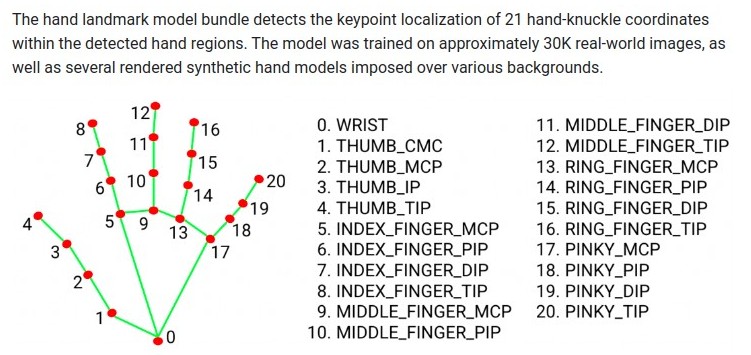 The hand landmark model bundle detects the keypoint localization of 21 hand-knuckle coordinates
within the detected hand regions. The model was trained on approximately 30K real-world images, as
well as several rendered synthetic hand models imposed over various backgrounds.
12
8
16
11
7
15
20
6
10
14
19
4
5
9
13
18
3
17
2
1
0
0. WRIST
1. THUMB_CMC
2. THUMB_MCP
3. THUMB_IP
4. THUMB_TIP
5. INDEX_FINGER_MCP
6. INDEX_FINGER_PIP
7. INDEX_FINGER_DIP
8. INDEX_FINGER_TIP
9. MIDDLE_FINGER_MCP
10. MIDDLE_FINGER_PIP
11. MIDDLE_FINGER_DIP
12. MIDDLE_FINGER_TIP
13. RING_FINGER_MCP
14. RING_FINGER_PIP
15. RING_FINGER_DIP
16. RING_FINGER_TIP
17. PINKY_MCP
18. PINKY_PIP
19. PINKY_DIP
20. PINKY_TIP